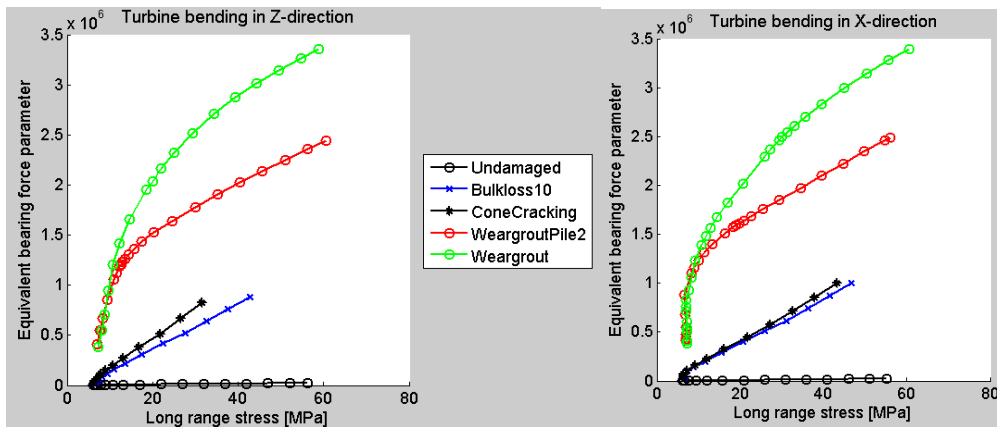 Turbine bending in Z-direction
x 10^6
3.5
3
2.5
2
1.5
1
0.5
0
0 20 40 60 80
Equivalent bearing force parameter
Long range stress [MPa]
Undamaged
Bulkloss10
ConeCracking
WeargroutPile2
Weargrout
Turbine bending in X-direction
x 10^6
3.5
3
2.5
2
1.5
1
0.5
0
0 20 40 60 80
Equivalent bearing force parameter
Long range stress [MPa]